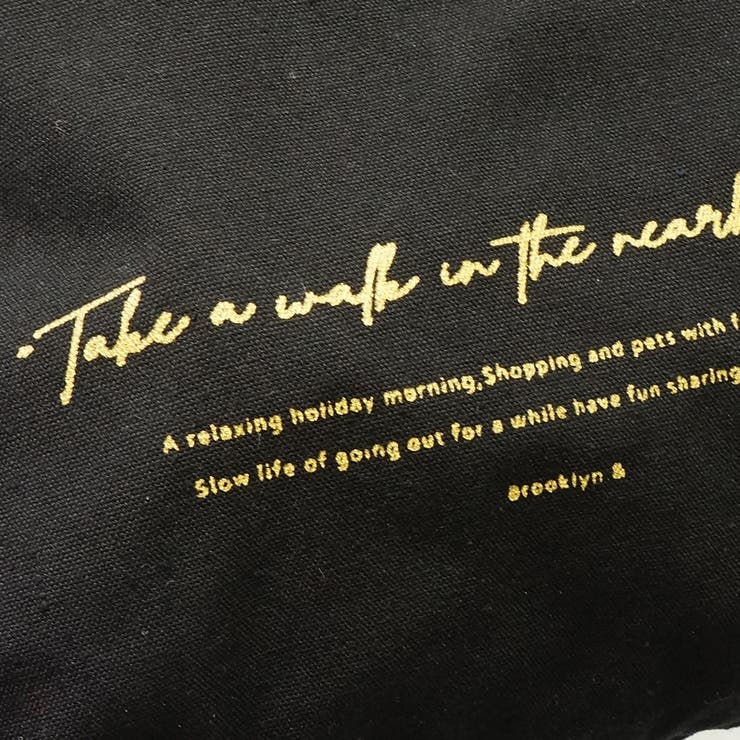 Take a walk in the
A relaxing holiday morning,Shopping and pets with
Slow life of going out for a while have fun sharing
Brooklyn &